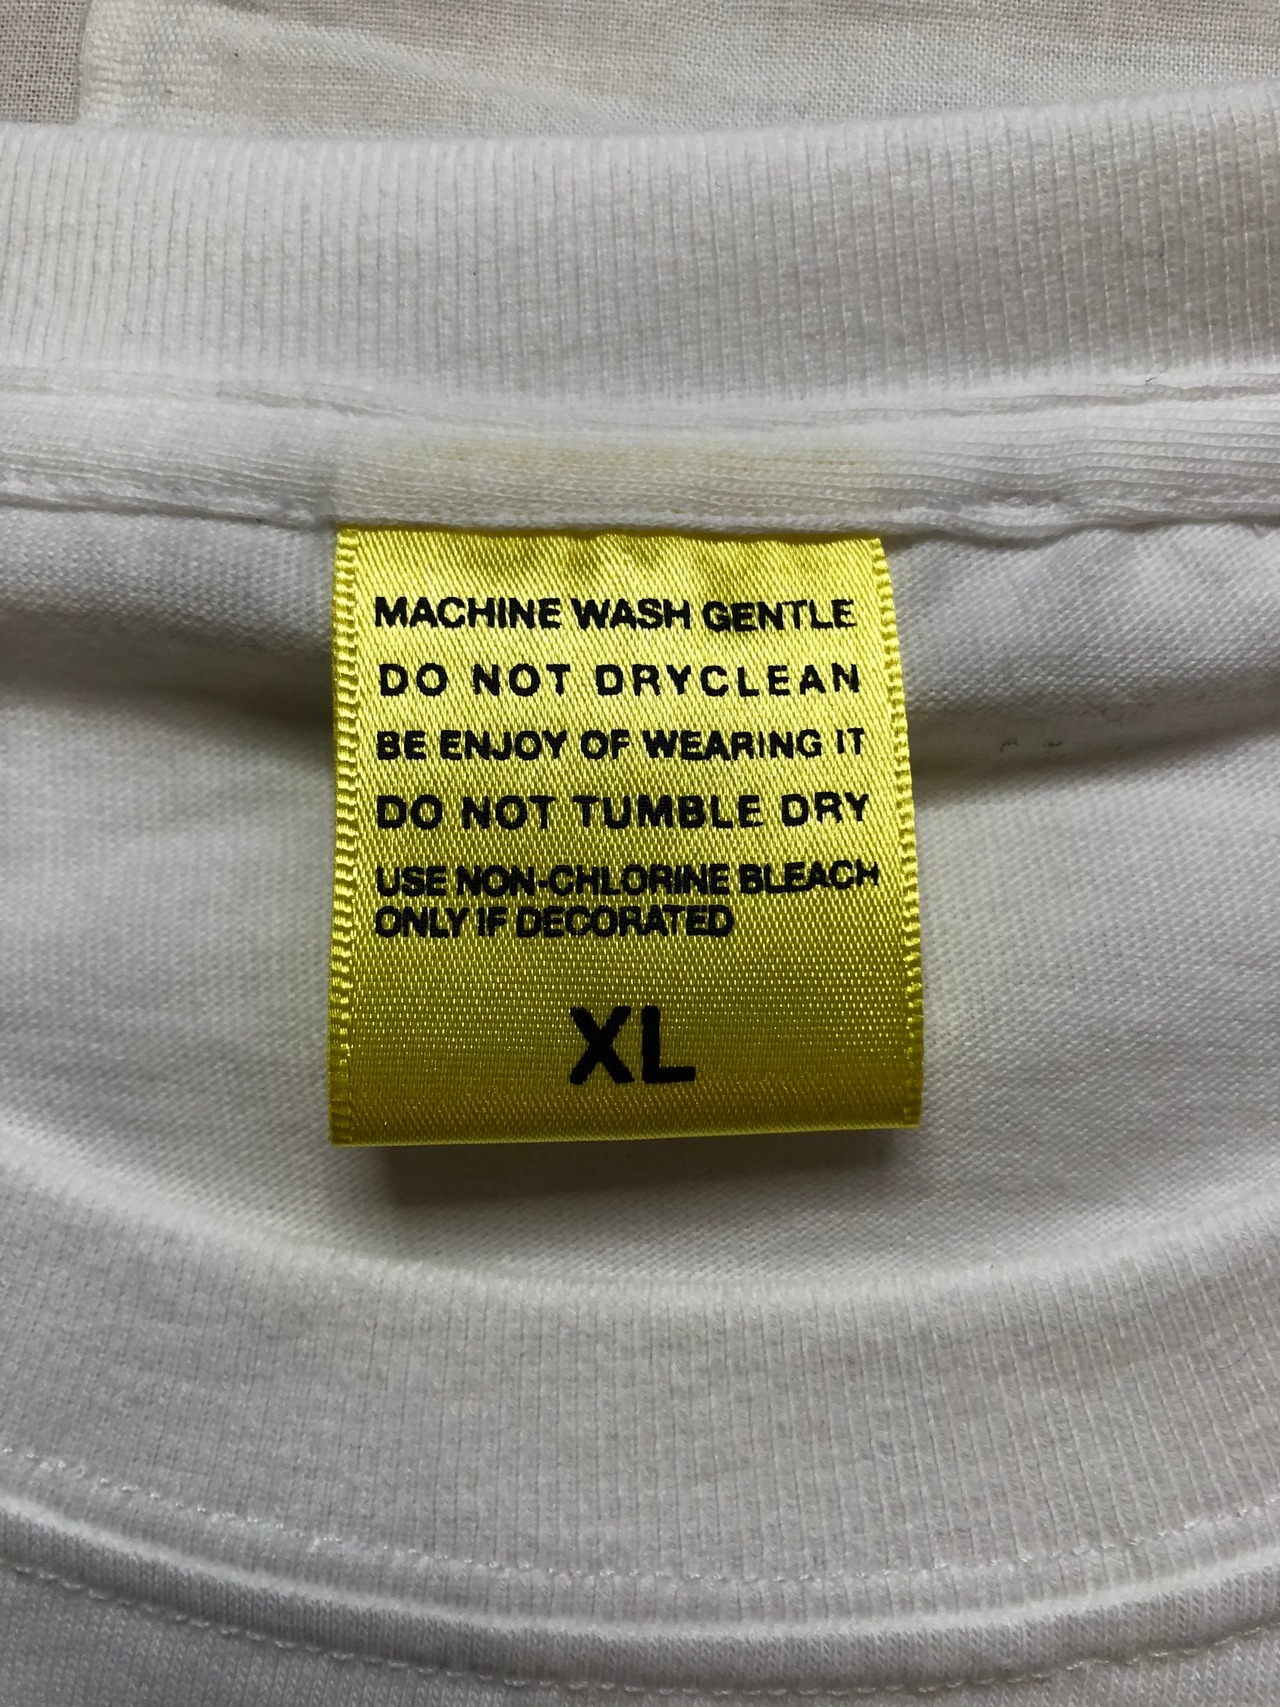 MACHINE WASH GENTLE
DO NOT DRYCLEAN
BE ENJOY OF WEARING IT
DO NOT TUMBLE DRY
USE NON-CHLORINE BLEACH
ONLY IF DECORATED
XL